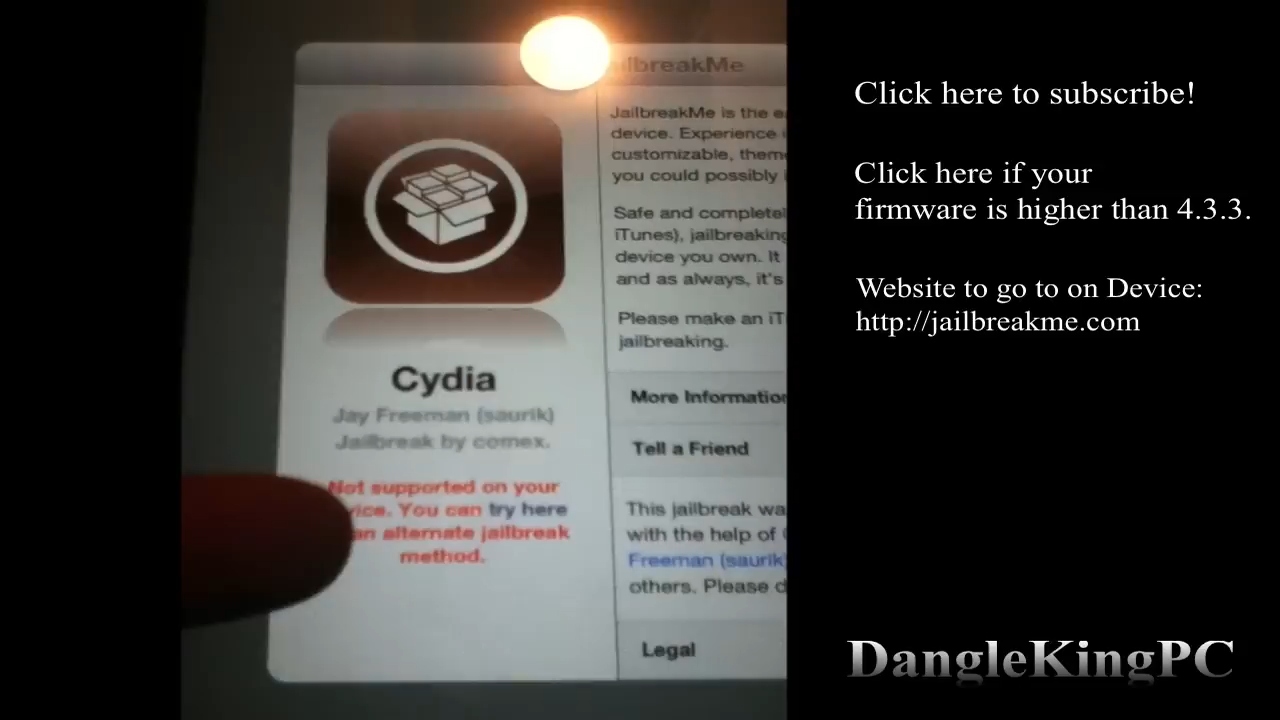 ilbreakMe
JailbreakMe is the
device. Experience
customizable, them
you could possibly
Safe and complete
iTunes), jailbreaking
device you own. It
and as always, it's
Please make an iT
jailbreaking.
Cydia
Jay Freeman (saurik)
Jailbreak by comex.
Not supported on your
vice. You can try here
an alternate jailbreak
method.
More Information
Tell a Friend
This jailbreak wa
with the help of
Freeman (saurik)
others. Please d
Legal
Click here to subscribe!
Click here if your
firmware is higher than 4.3.3.
Website to go to on Device:
http://jailbreakme.com
DangleKingPC